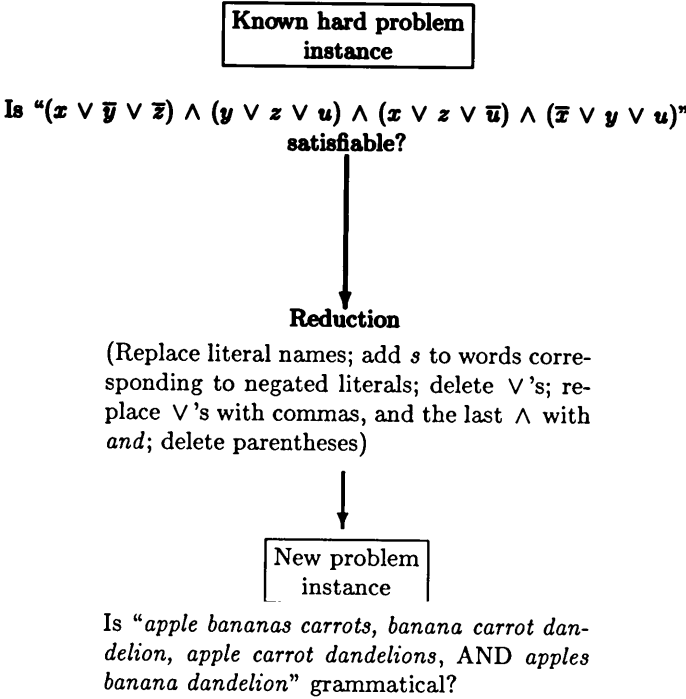 Known hard problem
instance
Is “(x ∨ y̅ ∨ z̅) ∧ (y ∨ z ∨ u) ∧ (x ∨ z ∨ u̅) ∧ (x̅ ∨ y ∨ u)”
satisfiable?
Reduction
(Replace literal names; add s to words corre-
sponding to negated literals; delete ∨'s; re-
place ∨'s with commas, and the last ∧ with
and; delete parentheses)
New problem
instance
Is “apple bananas carrots, banana carrot dan-
delion, apple carrot dandelions, AND apples
banana dandelion” grammatical?